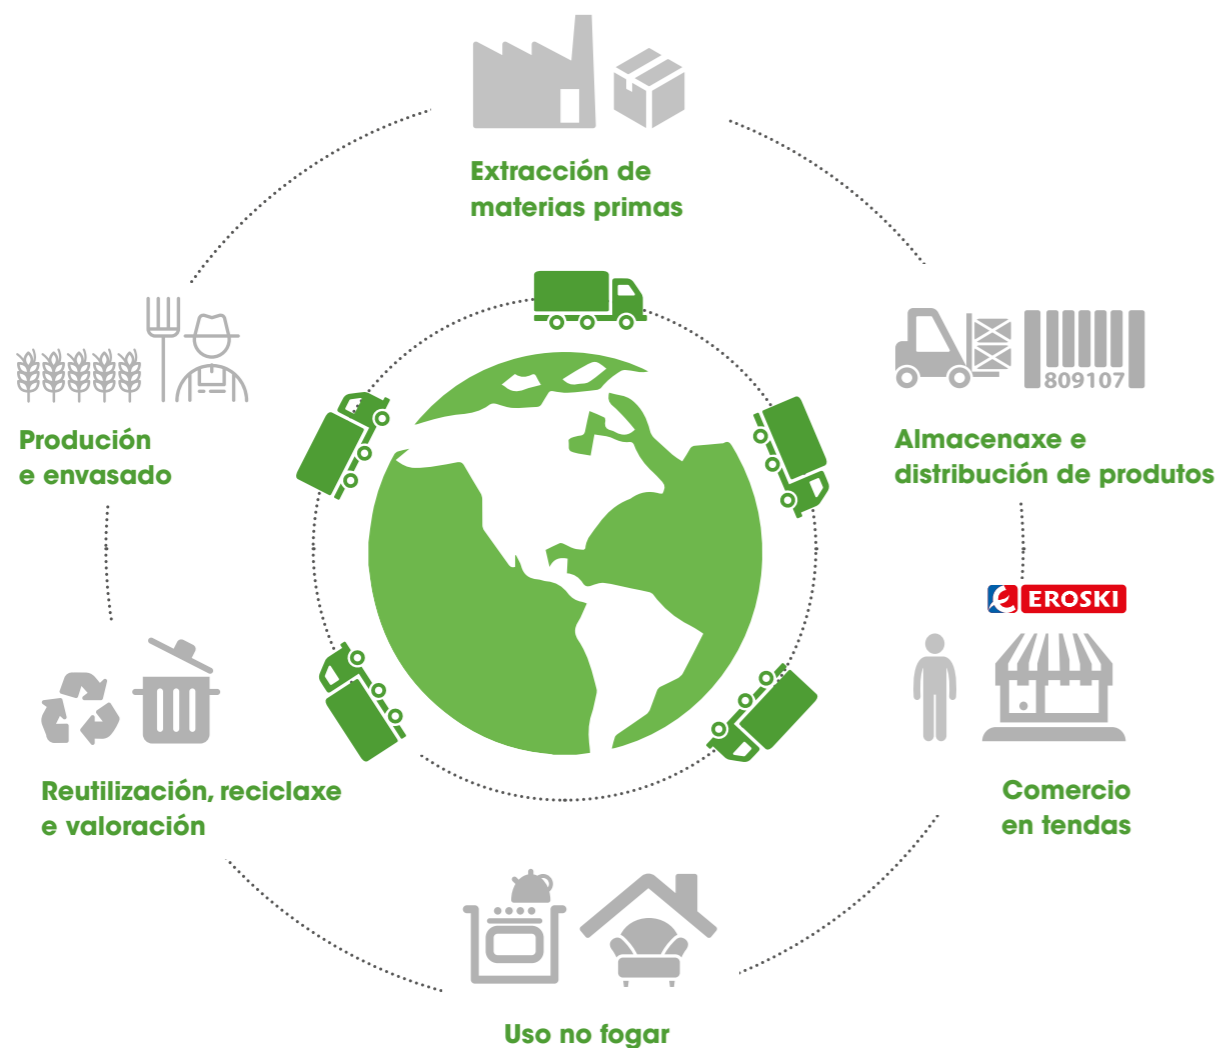 Extracción de
materias primas
809107
Produción
e envasado
Almacenaxe e
distribución de produtos
EROSKI
Reutilización, reciclaxe
e valoración
Comercio
en tendas
Uso no fogar